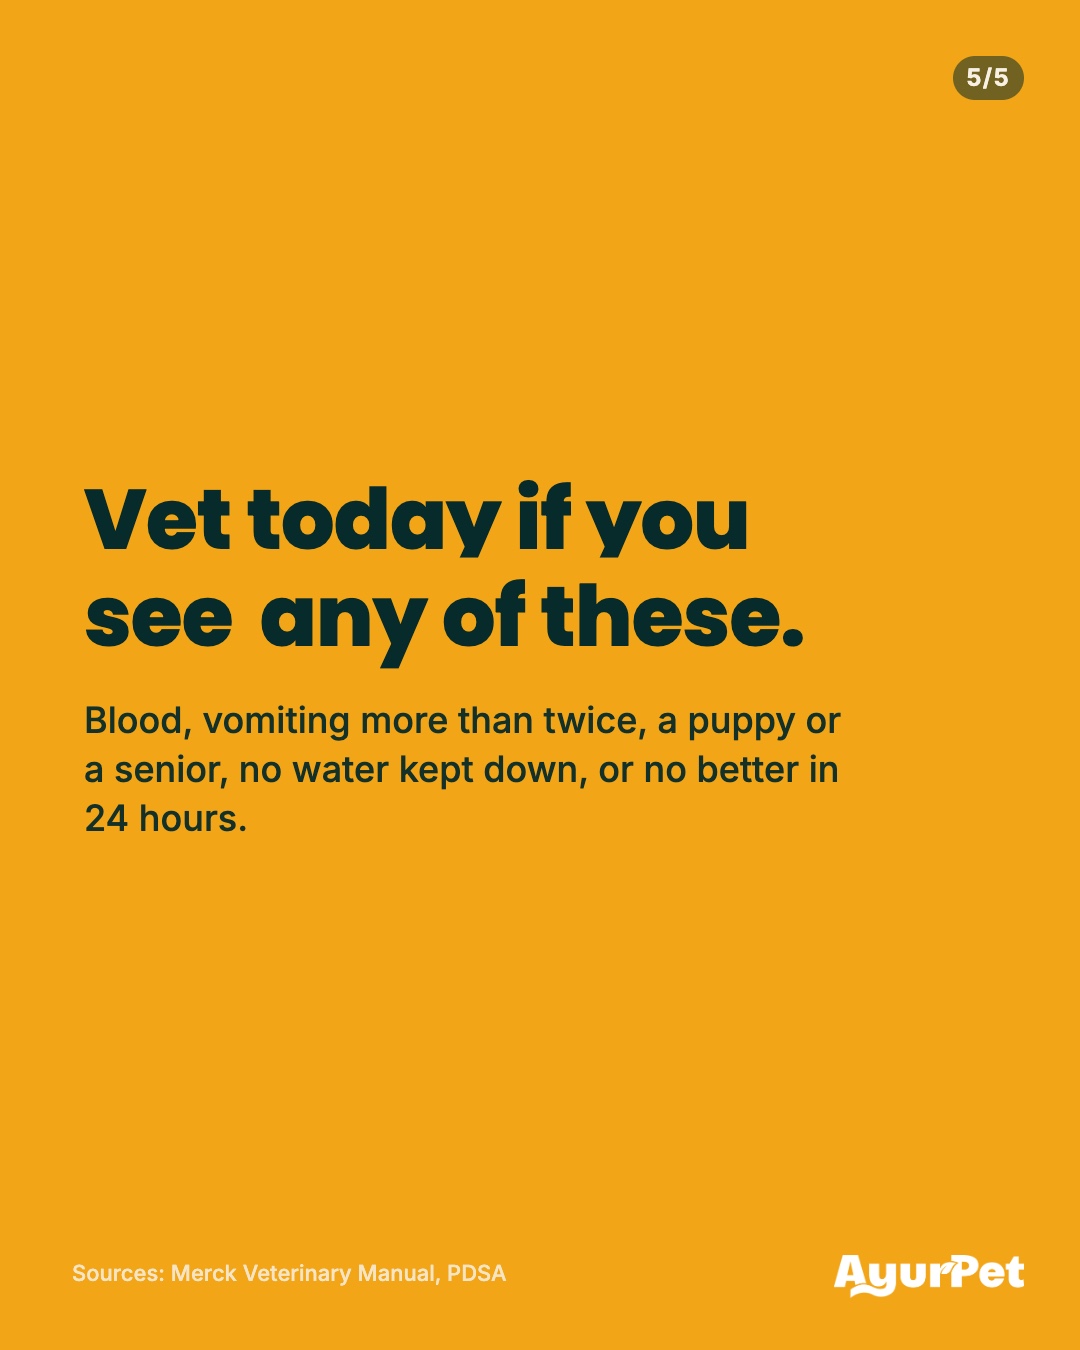 5/5
Vet today if you
see any of these.
Blood, vomiting more than twice, a puppy or
a senior, no water kept down, or no better in
24 hours.
Sources: Merck Veterinary Manual, PDSA
AyurPet